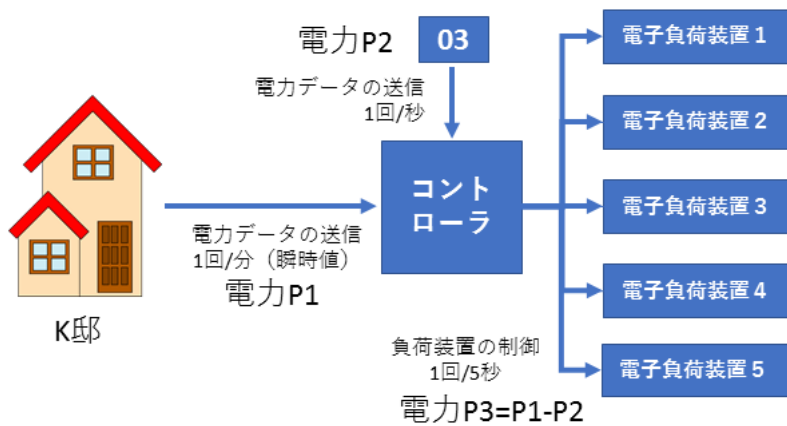 電力P2
03
電力データの送信
1回/秒
コント
ローラ
電力データの送信
1回/分（瞬時値）
電力P1
K邸
負荷装置の制御
1回/5秒
電力P3=P1-P2
電子負荷装置１
電子負荷装置２
電子負荷装置３
電子負荷装置４
電子負荷装置５